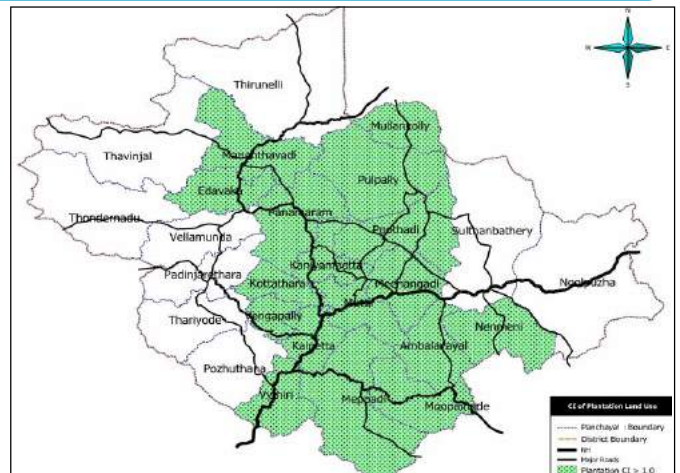 N
W
E
S
Thirunelli
Mullankolly
Thavinjal
Mananthavadi
Pulpally
Edavaka
Panamaram
Thondernadu
Poothadi
Sulthanbathery
Vellamunda
Padinjarethara
Kaniyambetta
Noolpuzha
Kottathara
Meenangadi
Muttil
Thariyode
Vengapally
Nenmeni
Kalpetta
Ambalavayal
Pozhuthana
Vythiri
Meppadi
Moopainade
CI of Plantation Land Use
Panchayat Boundary
District Boundary
NH
Major Roads
Plantation CI > 1.0